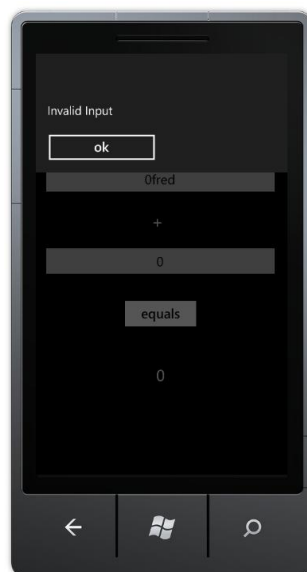 Invalid Input
ok
0fred
+
0
equals
0